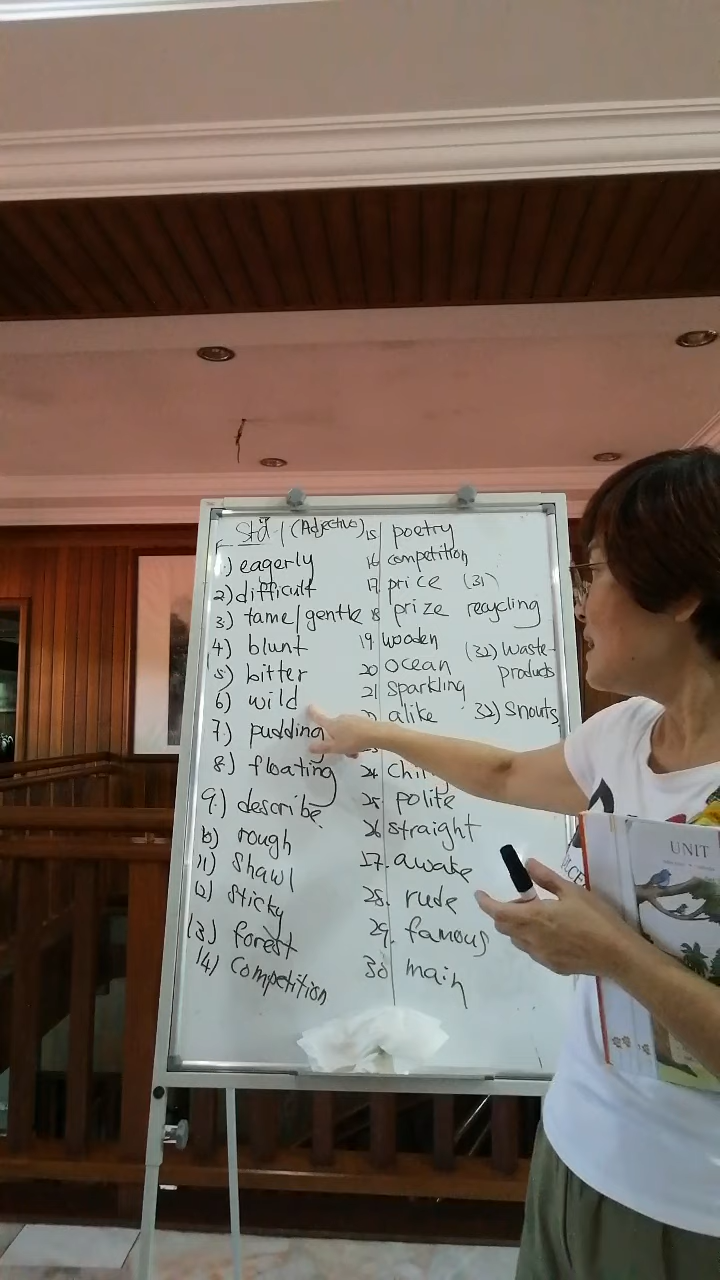 Std 1 (Adjective)
1) eagerly
2) difficult
3) tame/gentle
4) blunt
5) bitter
6) wild
7.) pudding
8.) floating
9.) describe
10) rough
11) Shawl
12) Sticky
13) forest
14) Competition
15 poetry
16 competition
17 price
18 prize
19 wooden
20 ocean
21 Sparkling
alike
24.
25. polite
26 straight
27. awake
28. rude
29. famous
30 main
(31)
recycling
(32) Waste-
products
33) Snouts
UNIT